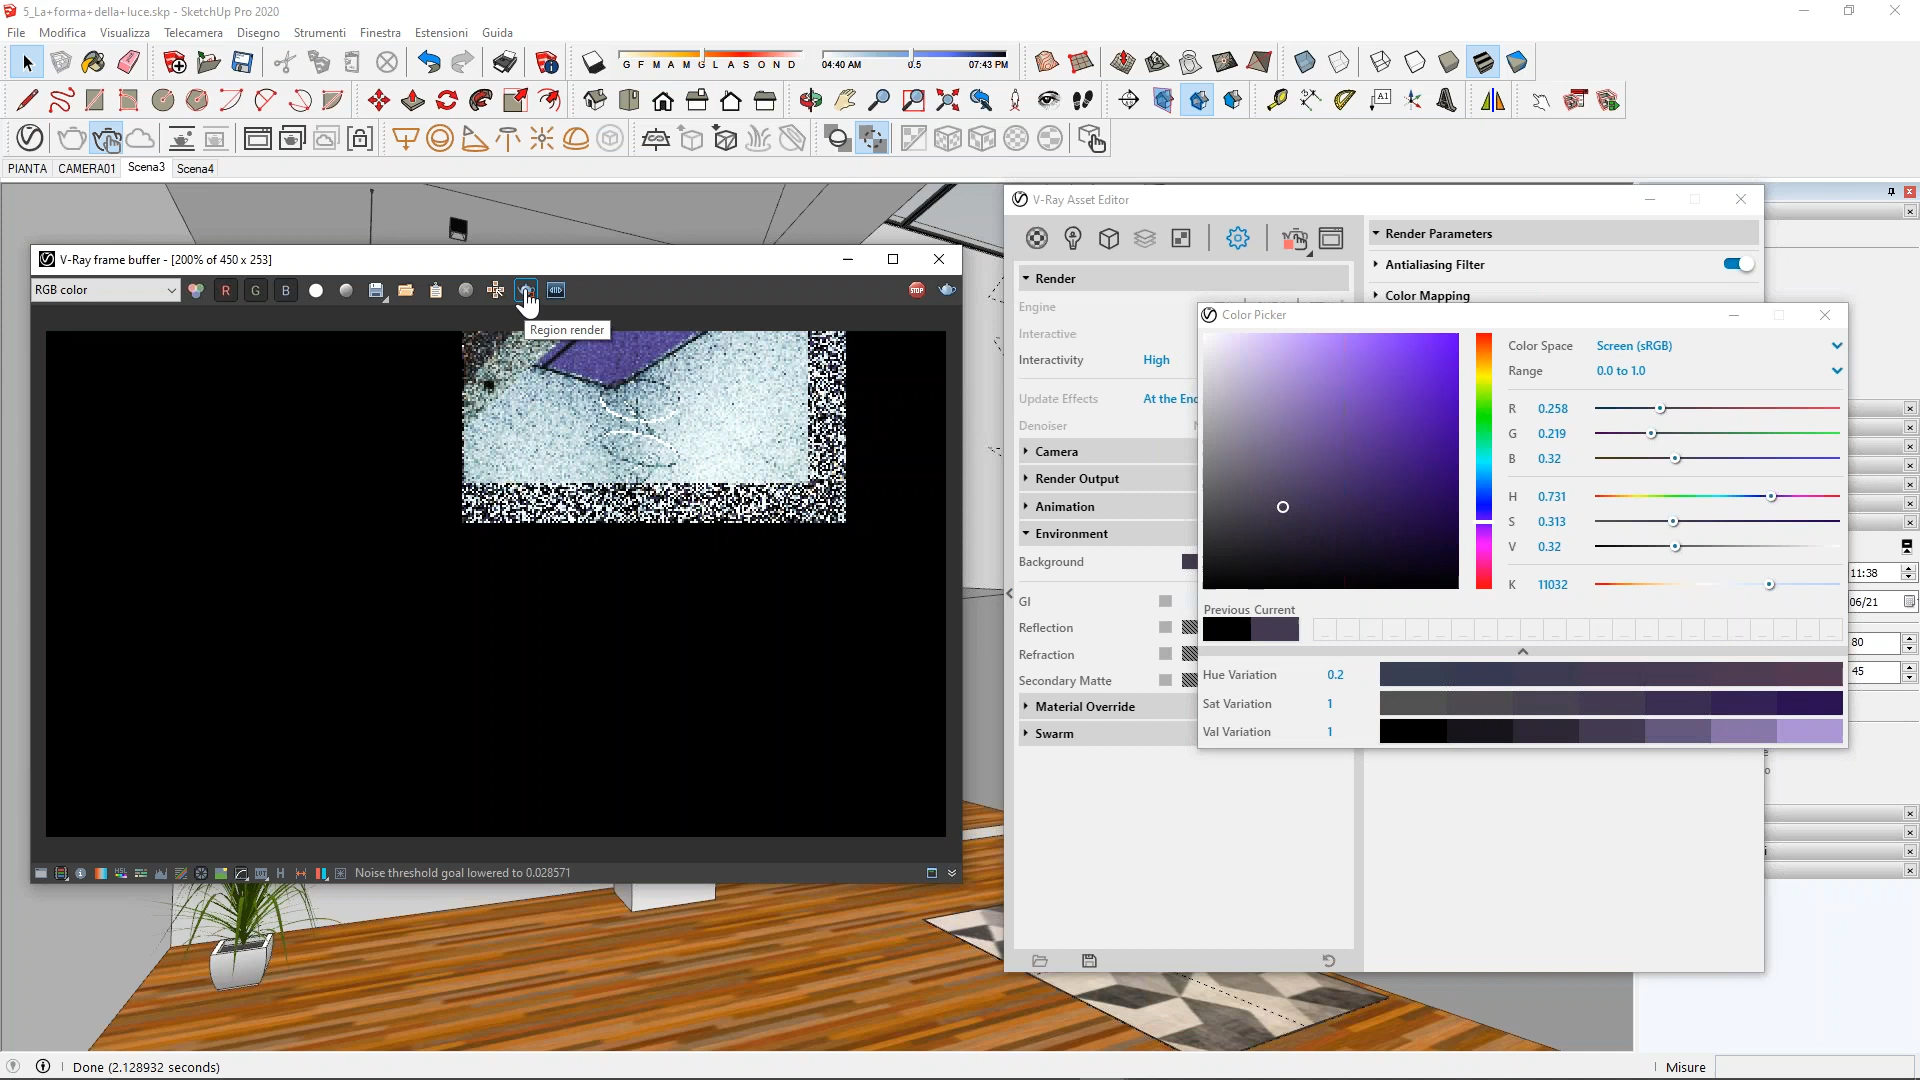 5_La+forma+della+luce.skp - SketchUp Pro 2020
File Modifica Visualizza Telecamera Disegno Strumenti Finestra Estensioni Guida
G F M A M G L A S O N D 04:40 AM 0.5 07:43 PM
PIANTA CAMERA01 Scena3 Scena4
V-Ray Asset Editor
Render Parameters
Antialiasing Filter
Color Mapping
V-Ray frame buffer - [200% of 450 x 253]
RGB color R G B STOP
Region render
Render
Engine
Interactive
Interactivity High
Update Effects At the Enc
Denoiser
Camera
Render Output
Animation
Environment
Background
GI
Reflection
Refraction
Secondary Matte
Material Override
Swarm
Color Picker
Color Space Screen (sRGB)
Range 0.0 to 1.0
R 0.258
G 0.219
B 0.32
H 0.731
S 0.313
V 0.32
K 11032
Previous Current
Hue Variation 0.2
Sat Variation 1
Val Variation 1
11:38
06/21
80
45
Noise threshold goal lowered to 0.028571
Done (2.128932 seconds)
Misure